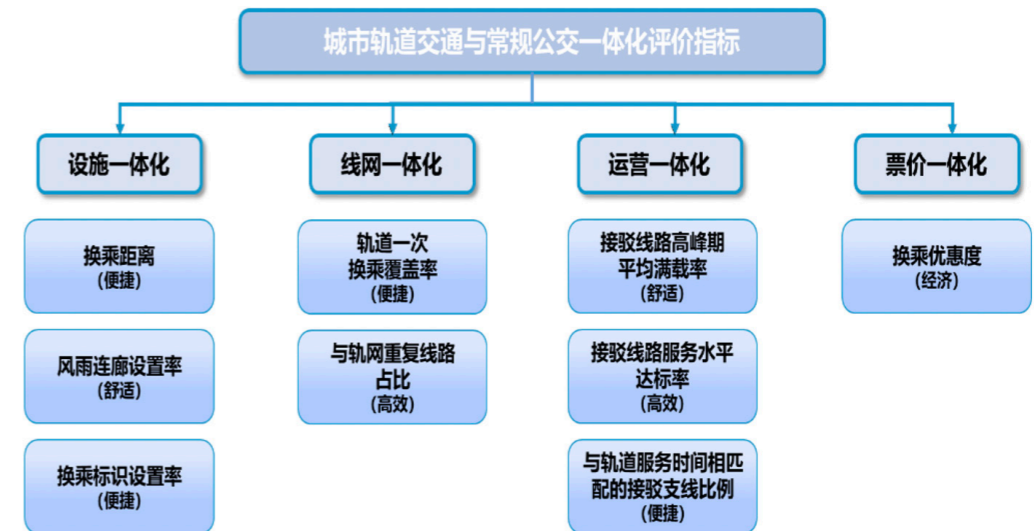 城市轨道交通与常规公交一体化评价指标
设施一体化
换乘距离
(便捷)
风雨连廊设置率
(舒适)
换乘标识设置率
(便捷)
线网一体化
轨道一次
换乘覆盖率
(便捷)
与轨网重复线路
占比
(高效)
运营一体化
接驳线路高峰期
平均满载率
(舒适)
接驳线路服务水平
达标率
(高效)
与轨道服务时间相匹
配的接驳支线比例
(便捷)
票价一体化
换乘优惠度
(经济)